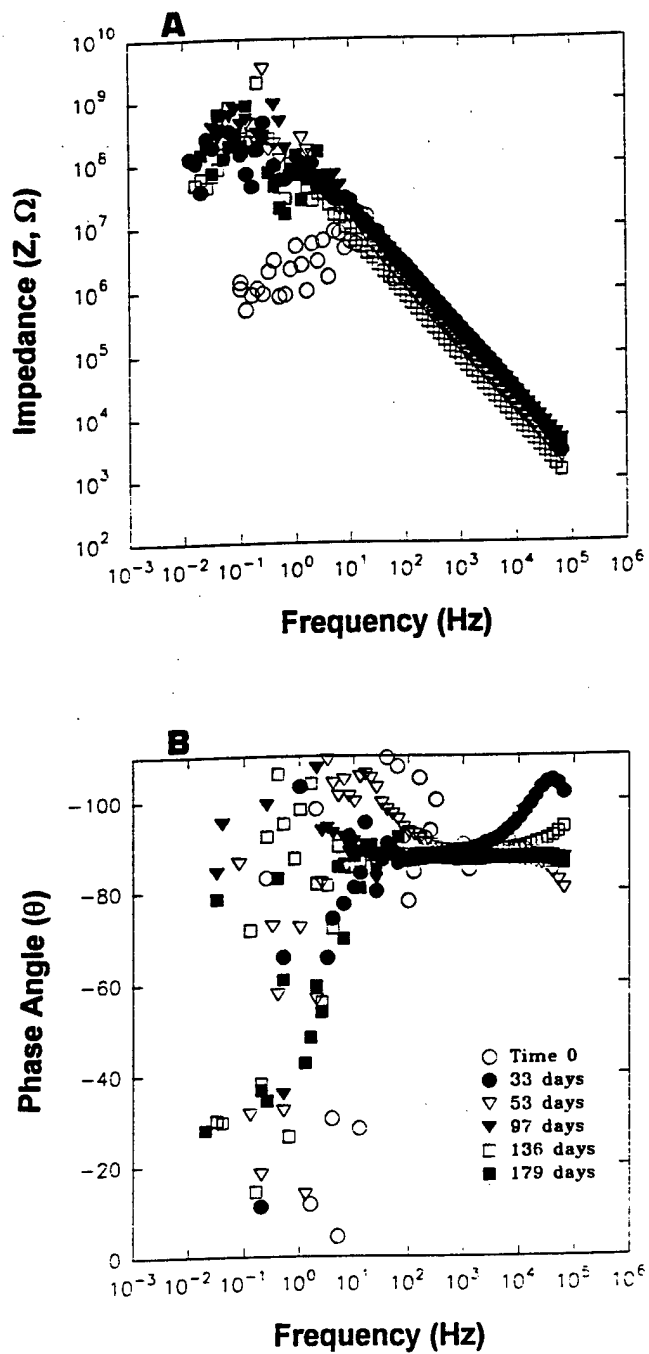 A
10^10
10^9
10^8
10^7
10^6
10^5
10^4
10^3
10^2
Impedance (Z, Ω)
10^-3 10^-2 10^-1 10^0 10^1 10^2 10^3 10^4 10^5 10^6
Frequency (Hz)
B
-100
-80
-60
-40
-20
0
Phase Angle (θ)
Time 0
33 days
53 days
97 days
136 days
179 days
10^-3 10^-2 10^-1 10^0 10^1 10^2 10^3 10^4 10^5 10^6
Frequency (Hz)